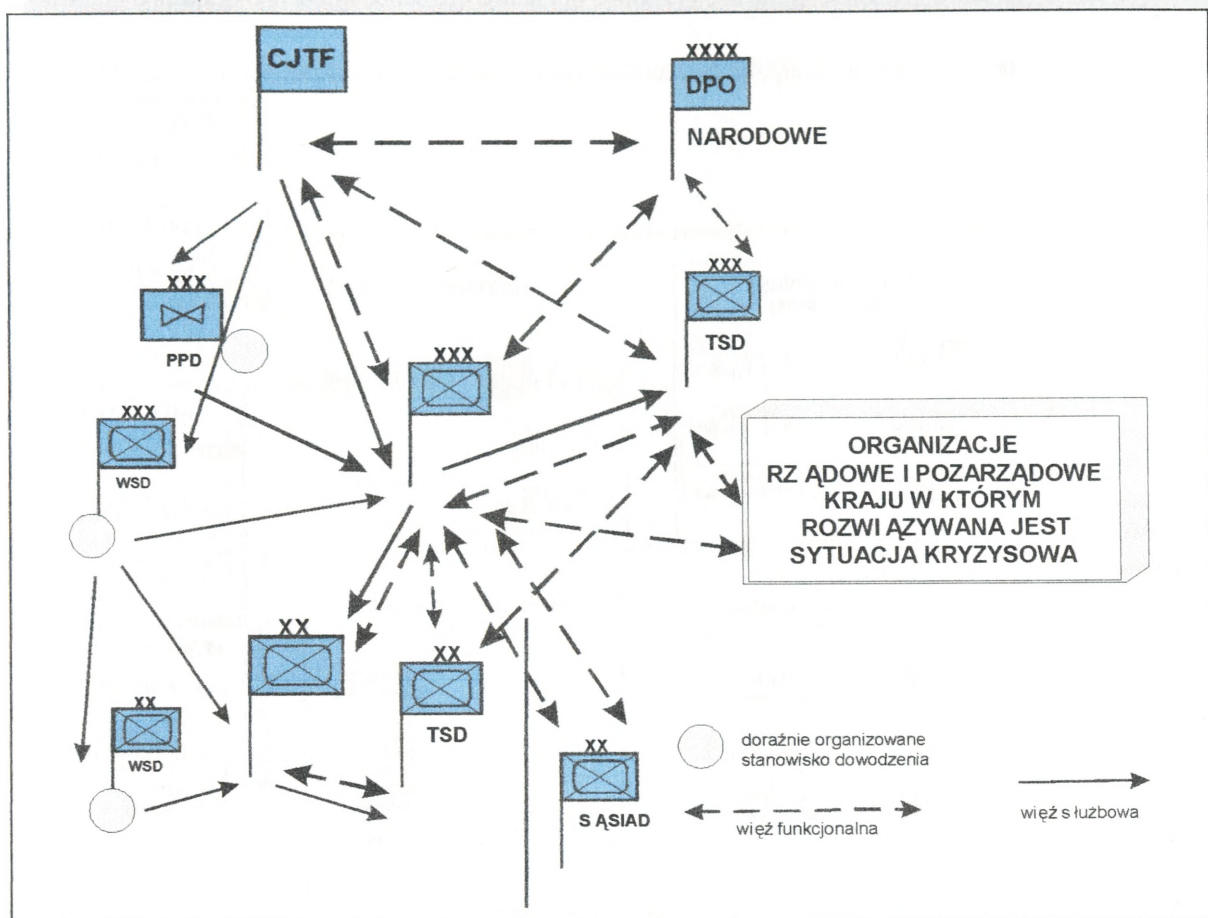 CJTF
XXXX
DPO
NARODOWE
XXX
TSD
XXX
PPD
XXX
XXX
WSD
ORGANIZACJE
RZ ĄDOWE I POZARZĄDOWE
KRAJU W KTÓRYM
ROZWI ĄZYWANA JEST
SYTUACJA KRYZYSOWA
XX
XX
TSD
XX
WSD
XX
S ĄSIAD
doraźnie organizowane
stanowisko dowodzenia
więź funkcjonalna
więź s łużbowa